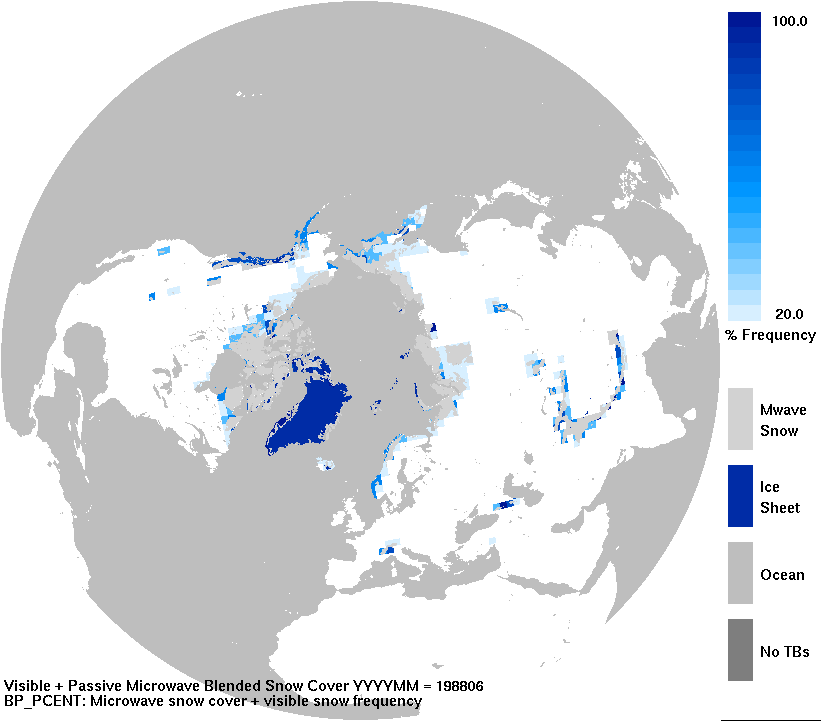 100.0
20.0
% Frequency
Mwave
Snow
Ice
Sheet
Ocean
No TBs
Visible + Passive Microwave Blended Snow Cover YYYYMM = 198806
BP_PCENT: Microwave snow cover + visible snow frequency